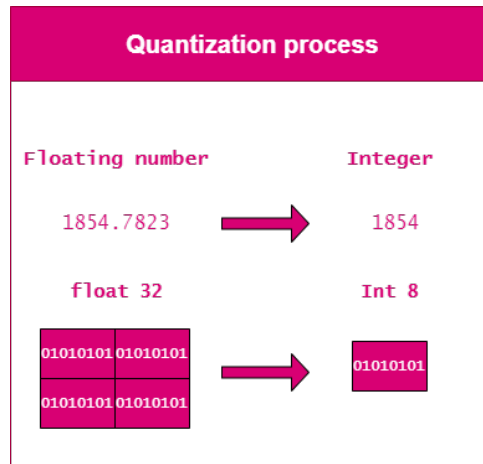 Quantization process
Floating number Integer
1854.7823 1854
float 32 Int 8
01010101 01010101
01010101
01010101 01010101